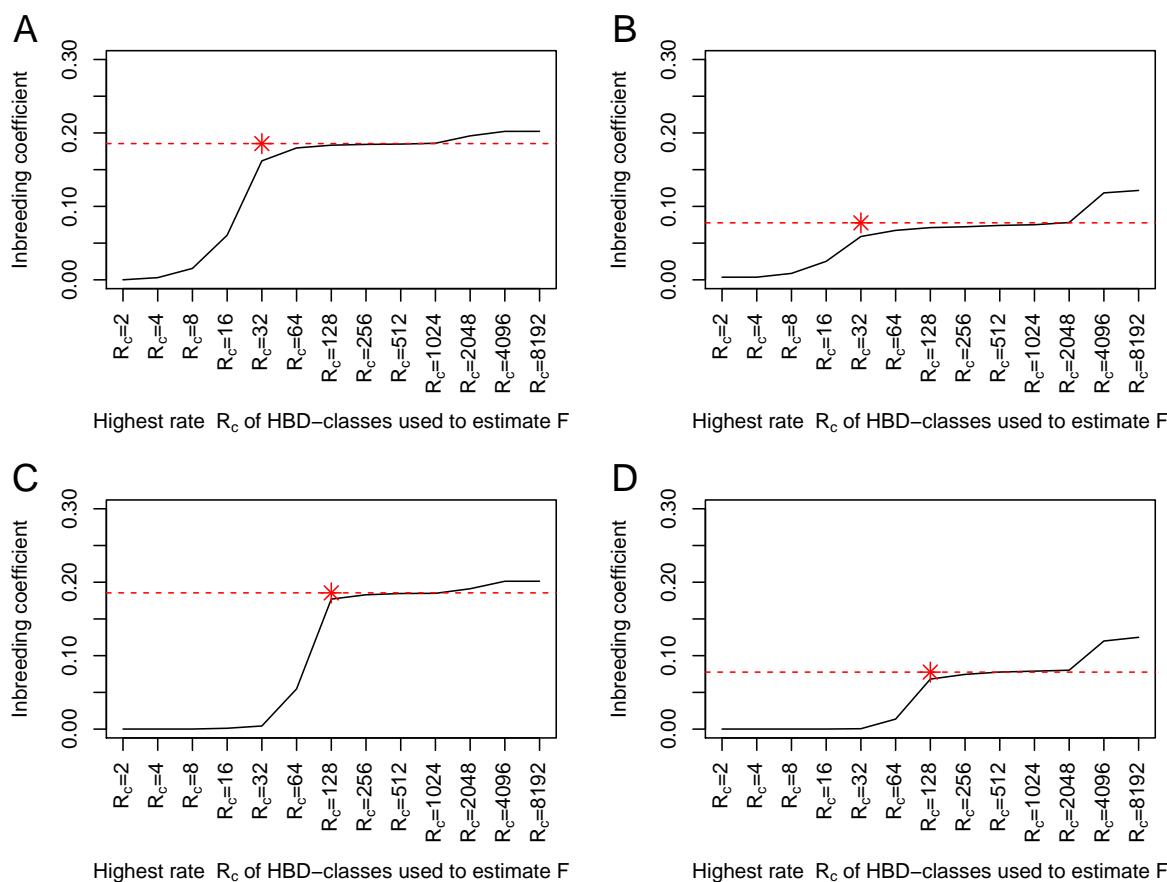 A
Inbreeding coefficient
0.30
0.20
0.10
0.00
R_c=2
R_c=4
R_c=8
R_c=16
R_c=32
R_c=64
R_c=128
R_c=256
R_c=512
R_c=1024
R_c=2048
R_c=4096
R_c=8192
Highest rate R_c of HBD−classes used to estimate F
B
Inbreeding coefficient
0.30
0.20
0.10
0.00
R_c=2
R_c=4
R_c=8
R_c=16
R_c=32
R_c=64
R_c=128
R_c=256
R_c=512
R_c=1024
R_c=2048
R_c=4096
R_c=8192
Highest rate R_c of HBD−classes used to estimate F
C
Inbreeding coefficient
0.30
0.20
0.10
0.00
R_c=2
R_c=4
R_c=8
R_c=16
R_c=32
R_c=64
R_c=128
R_c=256
R_c=512
R_c=1024
R_c=2048
R_c=4096
R_c=8192
Highest rate R_c of HBD−classes used to estimate F
D
Inbreeding coefficient
0.30
0.20
0.10
0.00
R_c=2
R_c=4
R_c=8
R_c=16
R_c=32
R_c=64
R_c=128
R_c=256
R_c=512
R_c=1024
R_c=2048
R_c=4096
R_c=8192
Highest rate R_c of HBD−classes used to estimate F